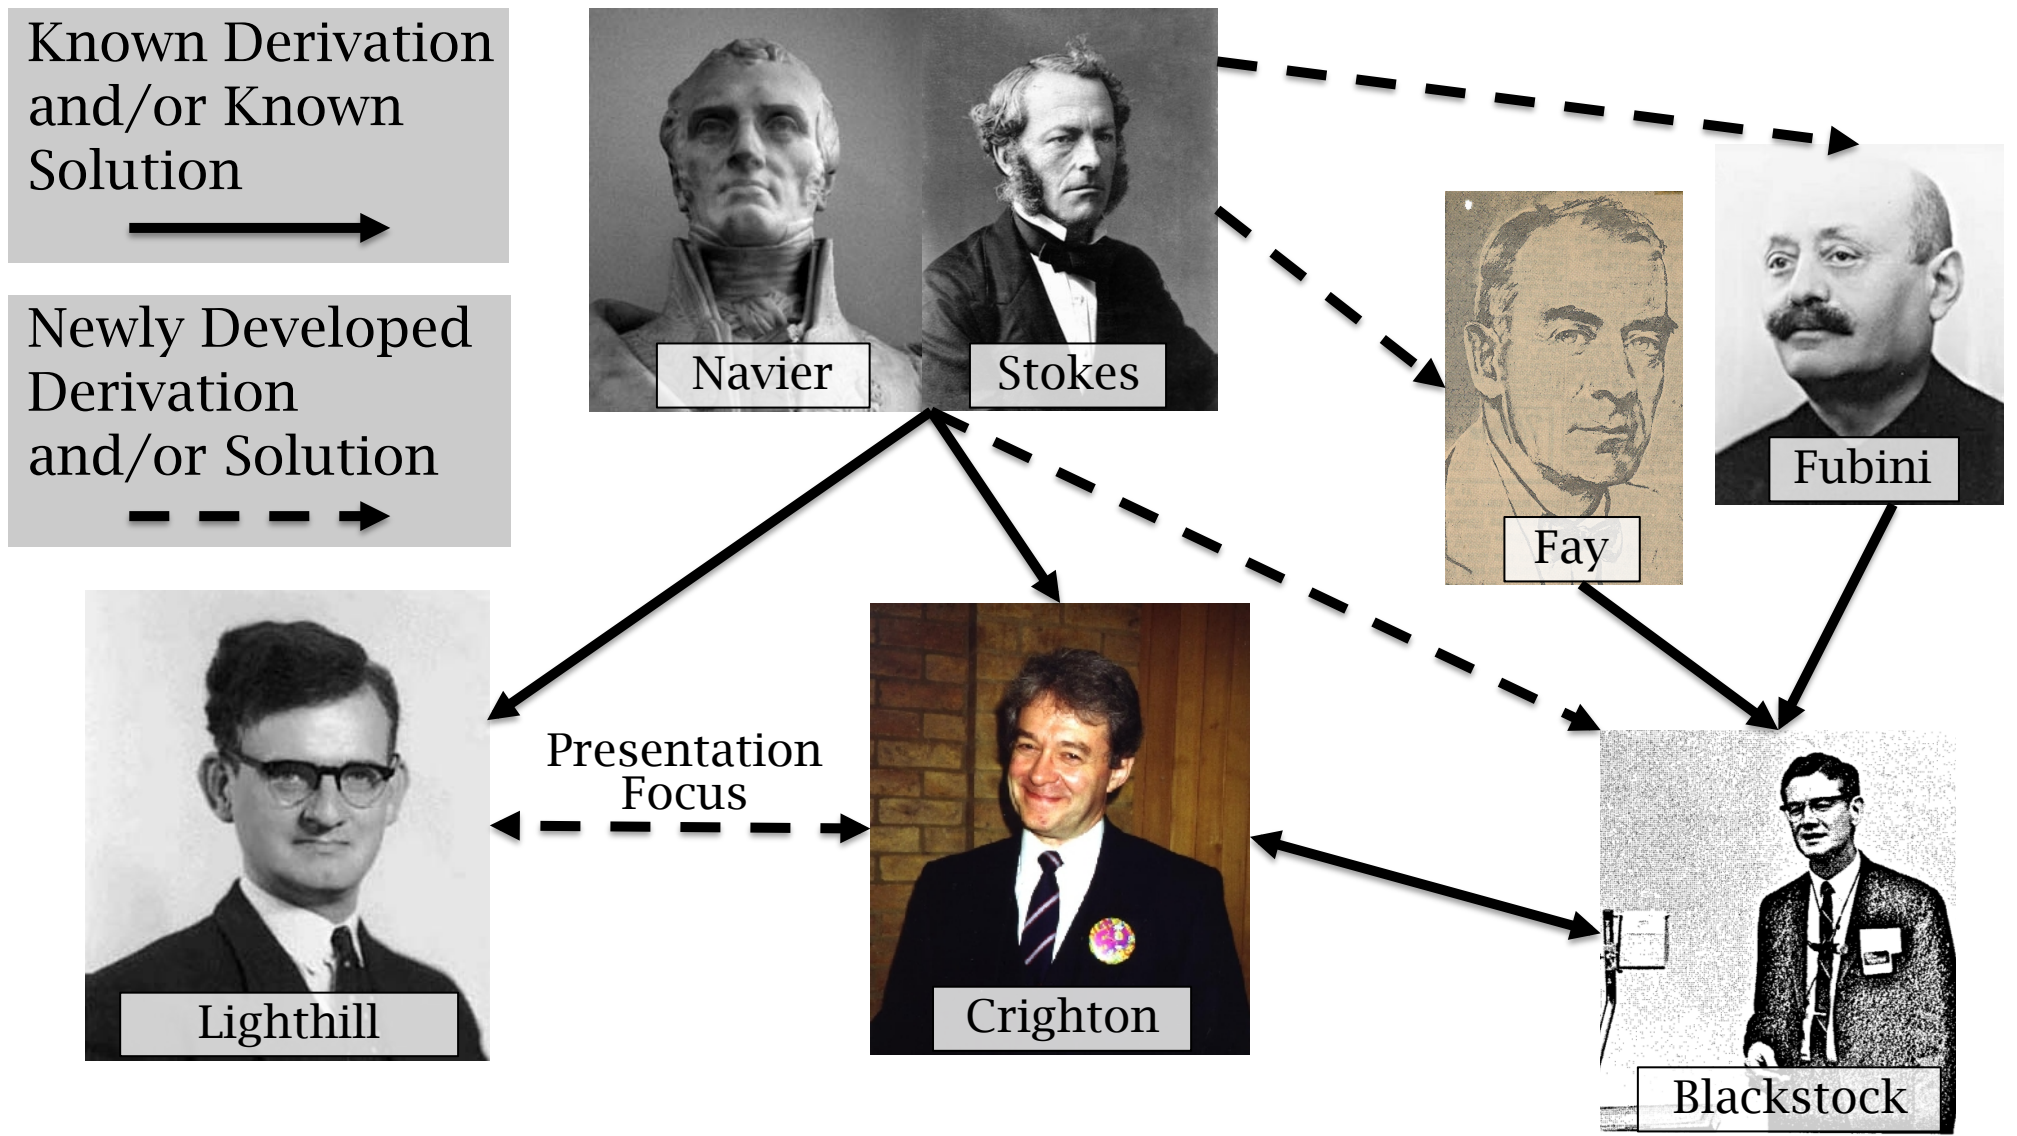 Known Derivation
and/or Known
Solution
Newly Developed
Derivation
and/or Solution
Navier
Stokes
Fay
Fubini
Presentation
Focus
Lighthill
Crighton
Blackstock